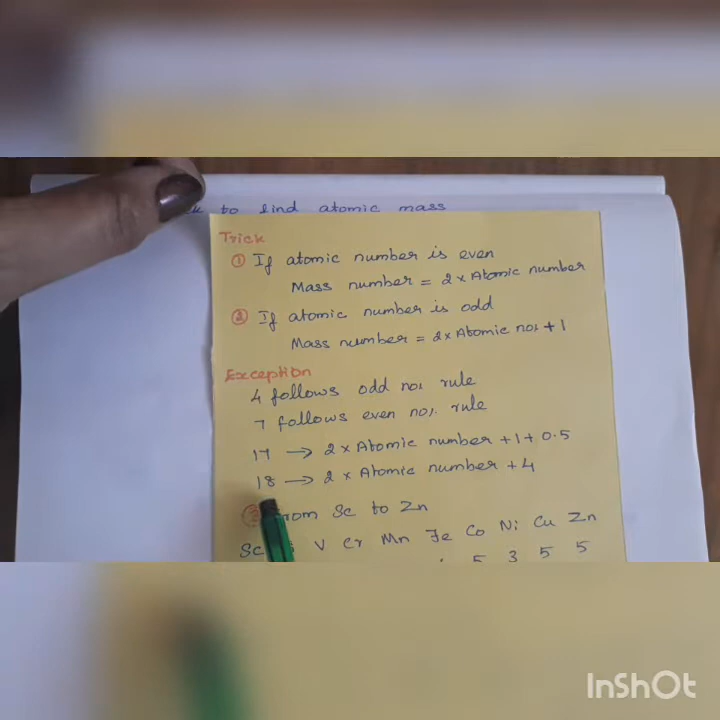 to find atomic mass
Trick
① If atomic number is even
Mass number = 2 x Atomic number
② If atomic number is odd
Mass number = 2 x Atomic no. + 1
Exception
4 follows odd no. rule
7 follows even no. rule
17 → 2 x Atomic number + 1 + 0.5
18 → 2 x Atomic number + 4
③ From Sc to Zn
Sc V Cr Mn Fe Co Ni Cu Zn
5 3 5 5
InShOt